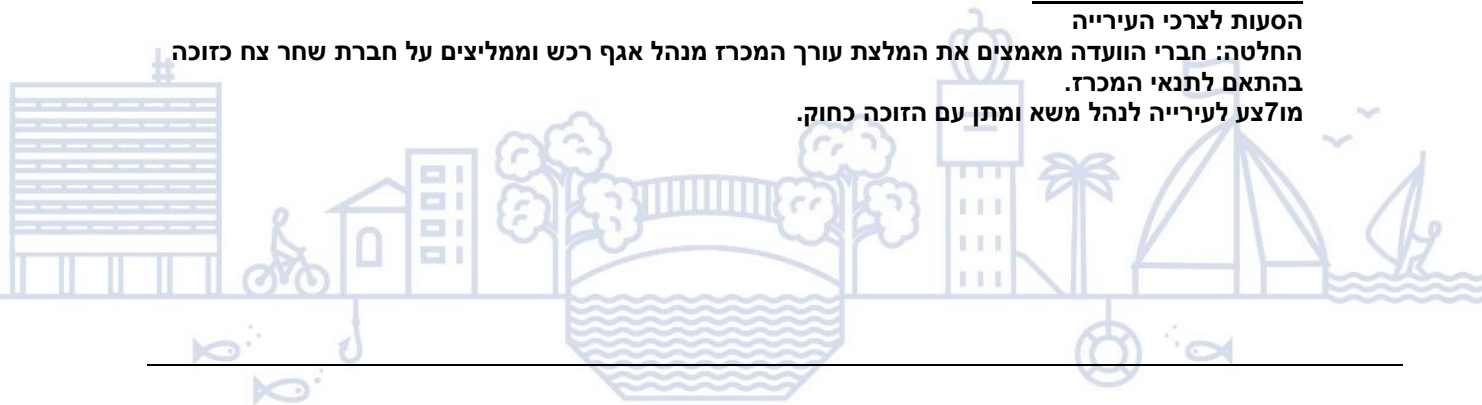 הסעות לצרכי העירייה
החלטה: חברי הוועדה מאמצים את המלצת עורך המכרז מנהל אגף רכש וממליצים על חברת שחר צח כזוכה
בהתאם לתנאי המכרז.
מו7צע לעירייה לנהל משא ומתן עם הזוכה כחוק.